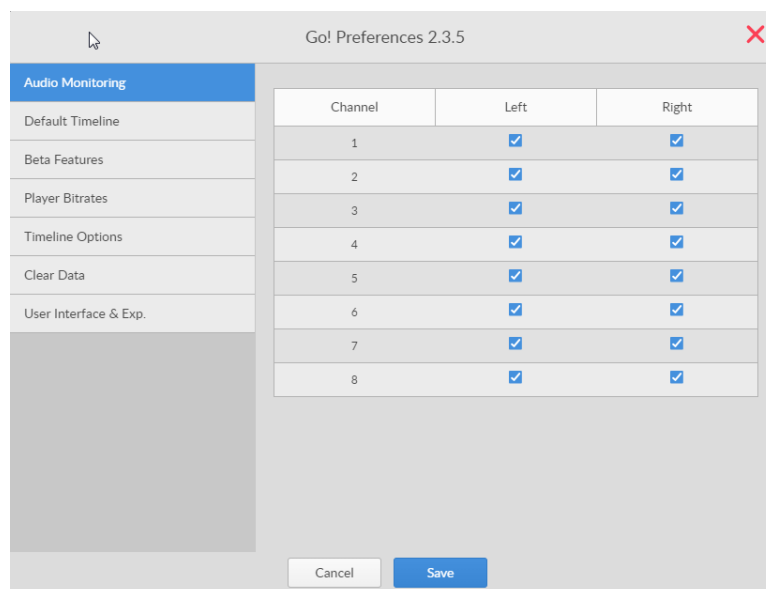 Go! Preferences 2.3.5
Audio Monitoring
Default Timeline
Beta Features
Player Bitrates
Timeline Options
Clear Data
User Interface & Exp.
Channel Left Right
1
2
3
4
5
6
7
8
Cancel Save